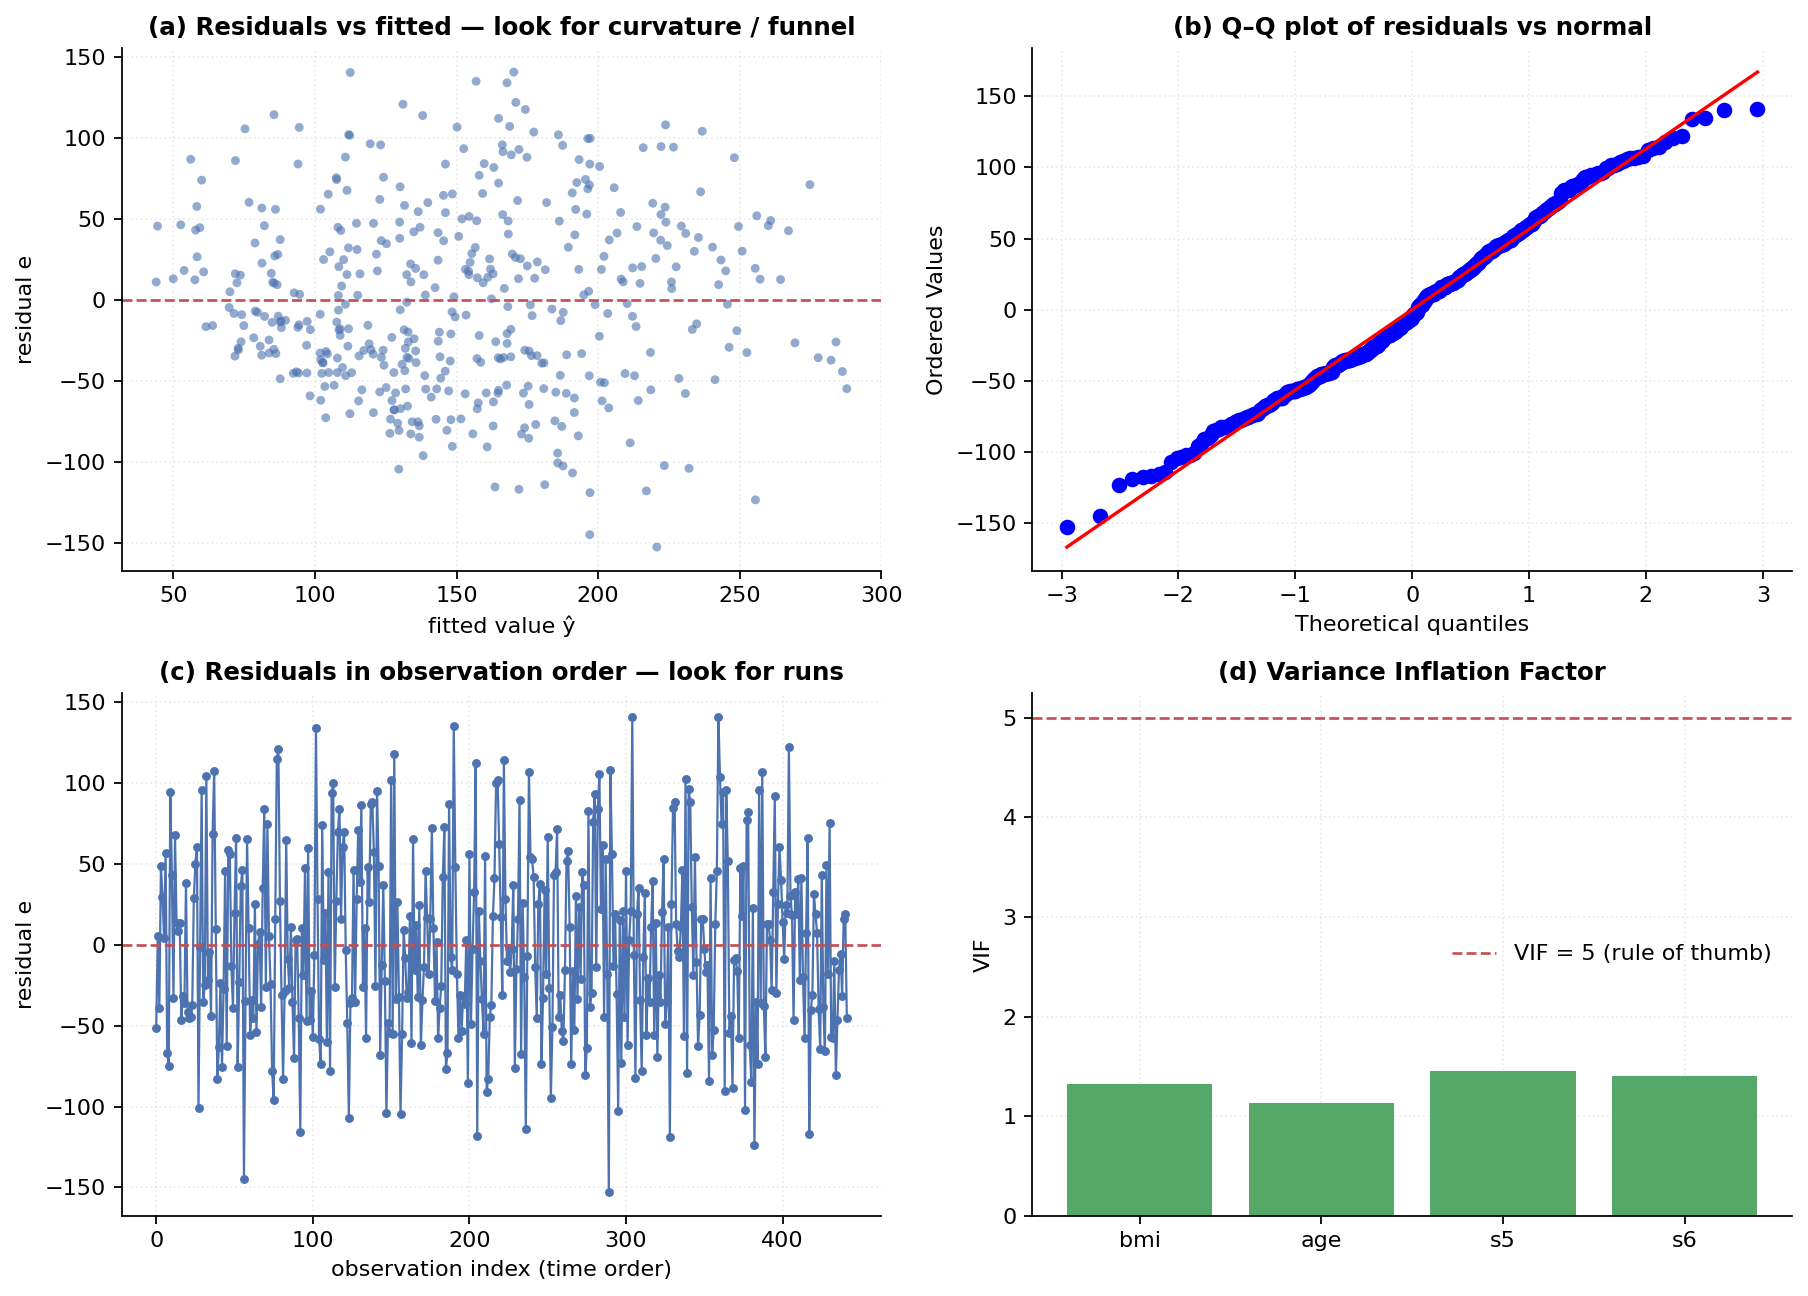 (a) Residuals vs fitted — look for curvature / funnel
150
100
50
0
−50
−100
−150
residual e
50
100
150
200
250
300
fitted value ŷ
(b) Q–Q plot of residuals vs normal
150
100
50
0
−50
−100
−150
Ordered Values
−3
−2
−1
0
1
2
3
Theoretical quantiles
(c) Residuals in observation order — look for runs
150
100
50
0
−50
−100
−150
residual e
0
100
200
300
400
observation index (time order)
(d) Variance Inflation Factor
5
4
3
2
1
0
VIF
VIF = 5 (rule of thumb)
bmi
age
s5
s6